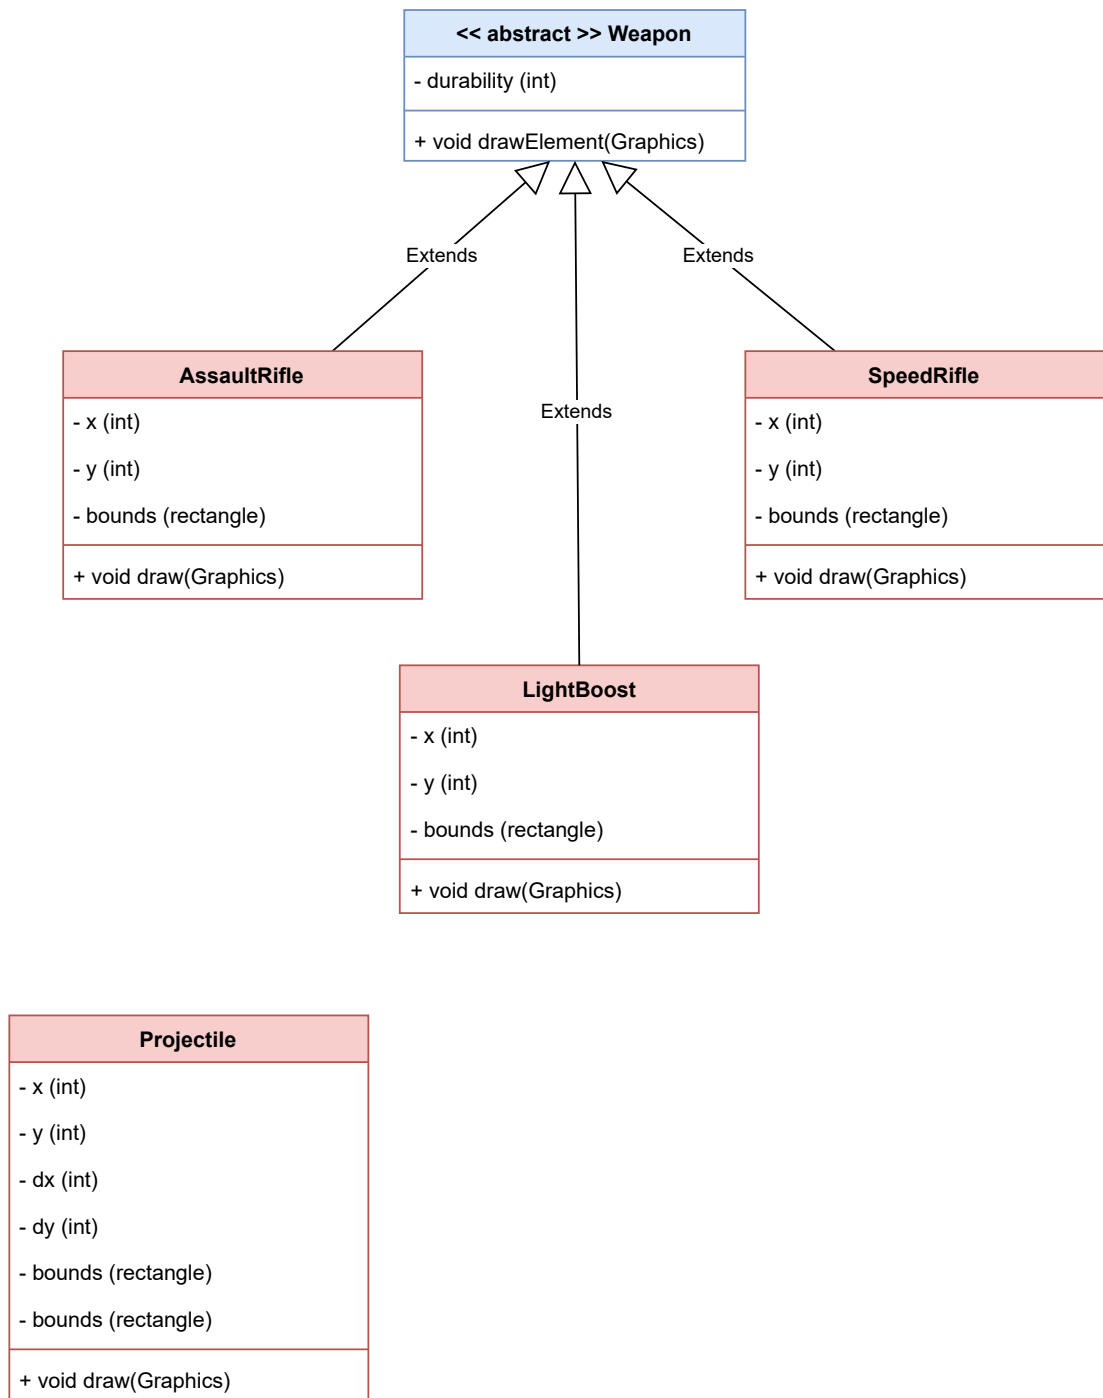 << abstract >> Weapon
- durability (int)
+ void drawElement(Graphics)
Extends
Extends
AssaultRifle
- x (int)
- y (int)
- bounds (rectangle)
+ void draw(Graphics)
Extends
SpeedRifle
- x (int)
- y (int)
- bounds (rectangle)
+ void draw(Graphics)
LightBoost
- x (int)
- y (int)
- bounds (rectangle)
+ void draw(Graphics)
Projectile
- x (int)
- y (int)
- dx (int)
- dy (int)
- bounds (rectangle)
- bounds (rectangle)
+ void draw(Graphics)